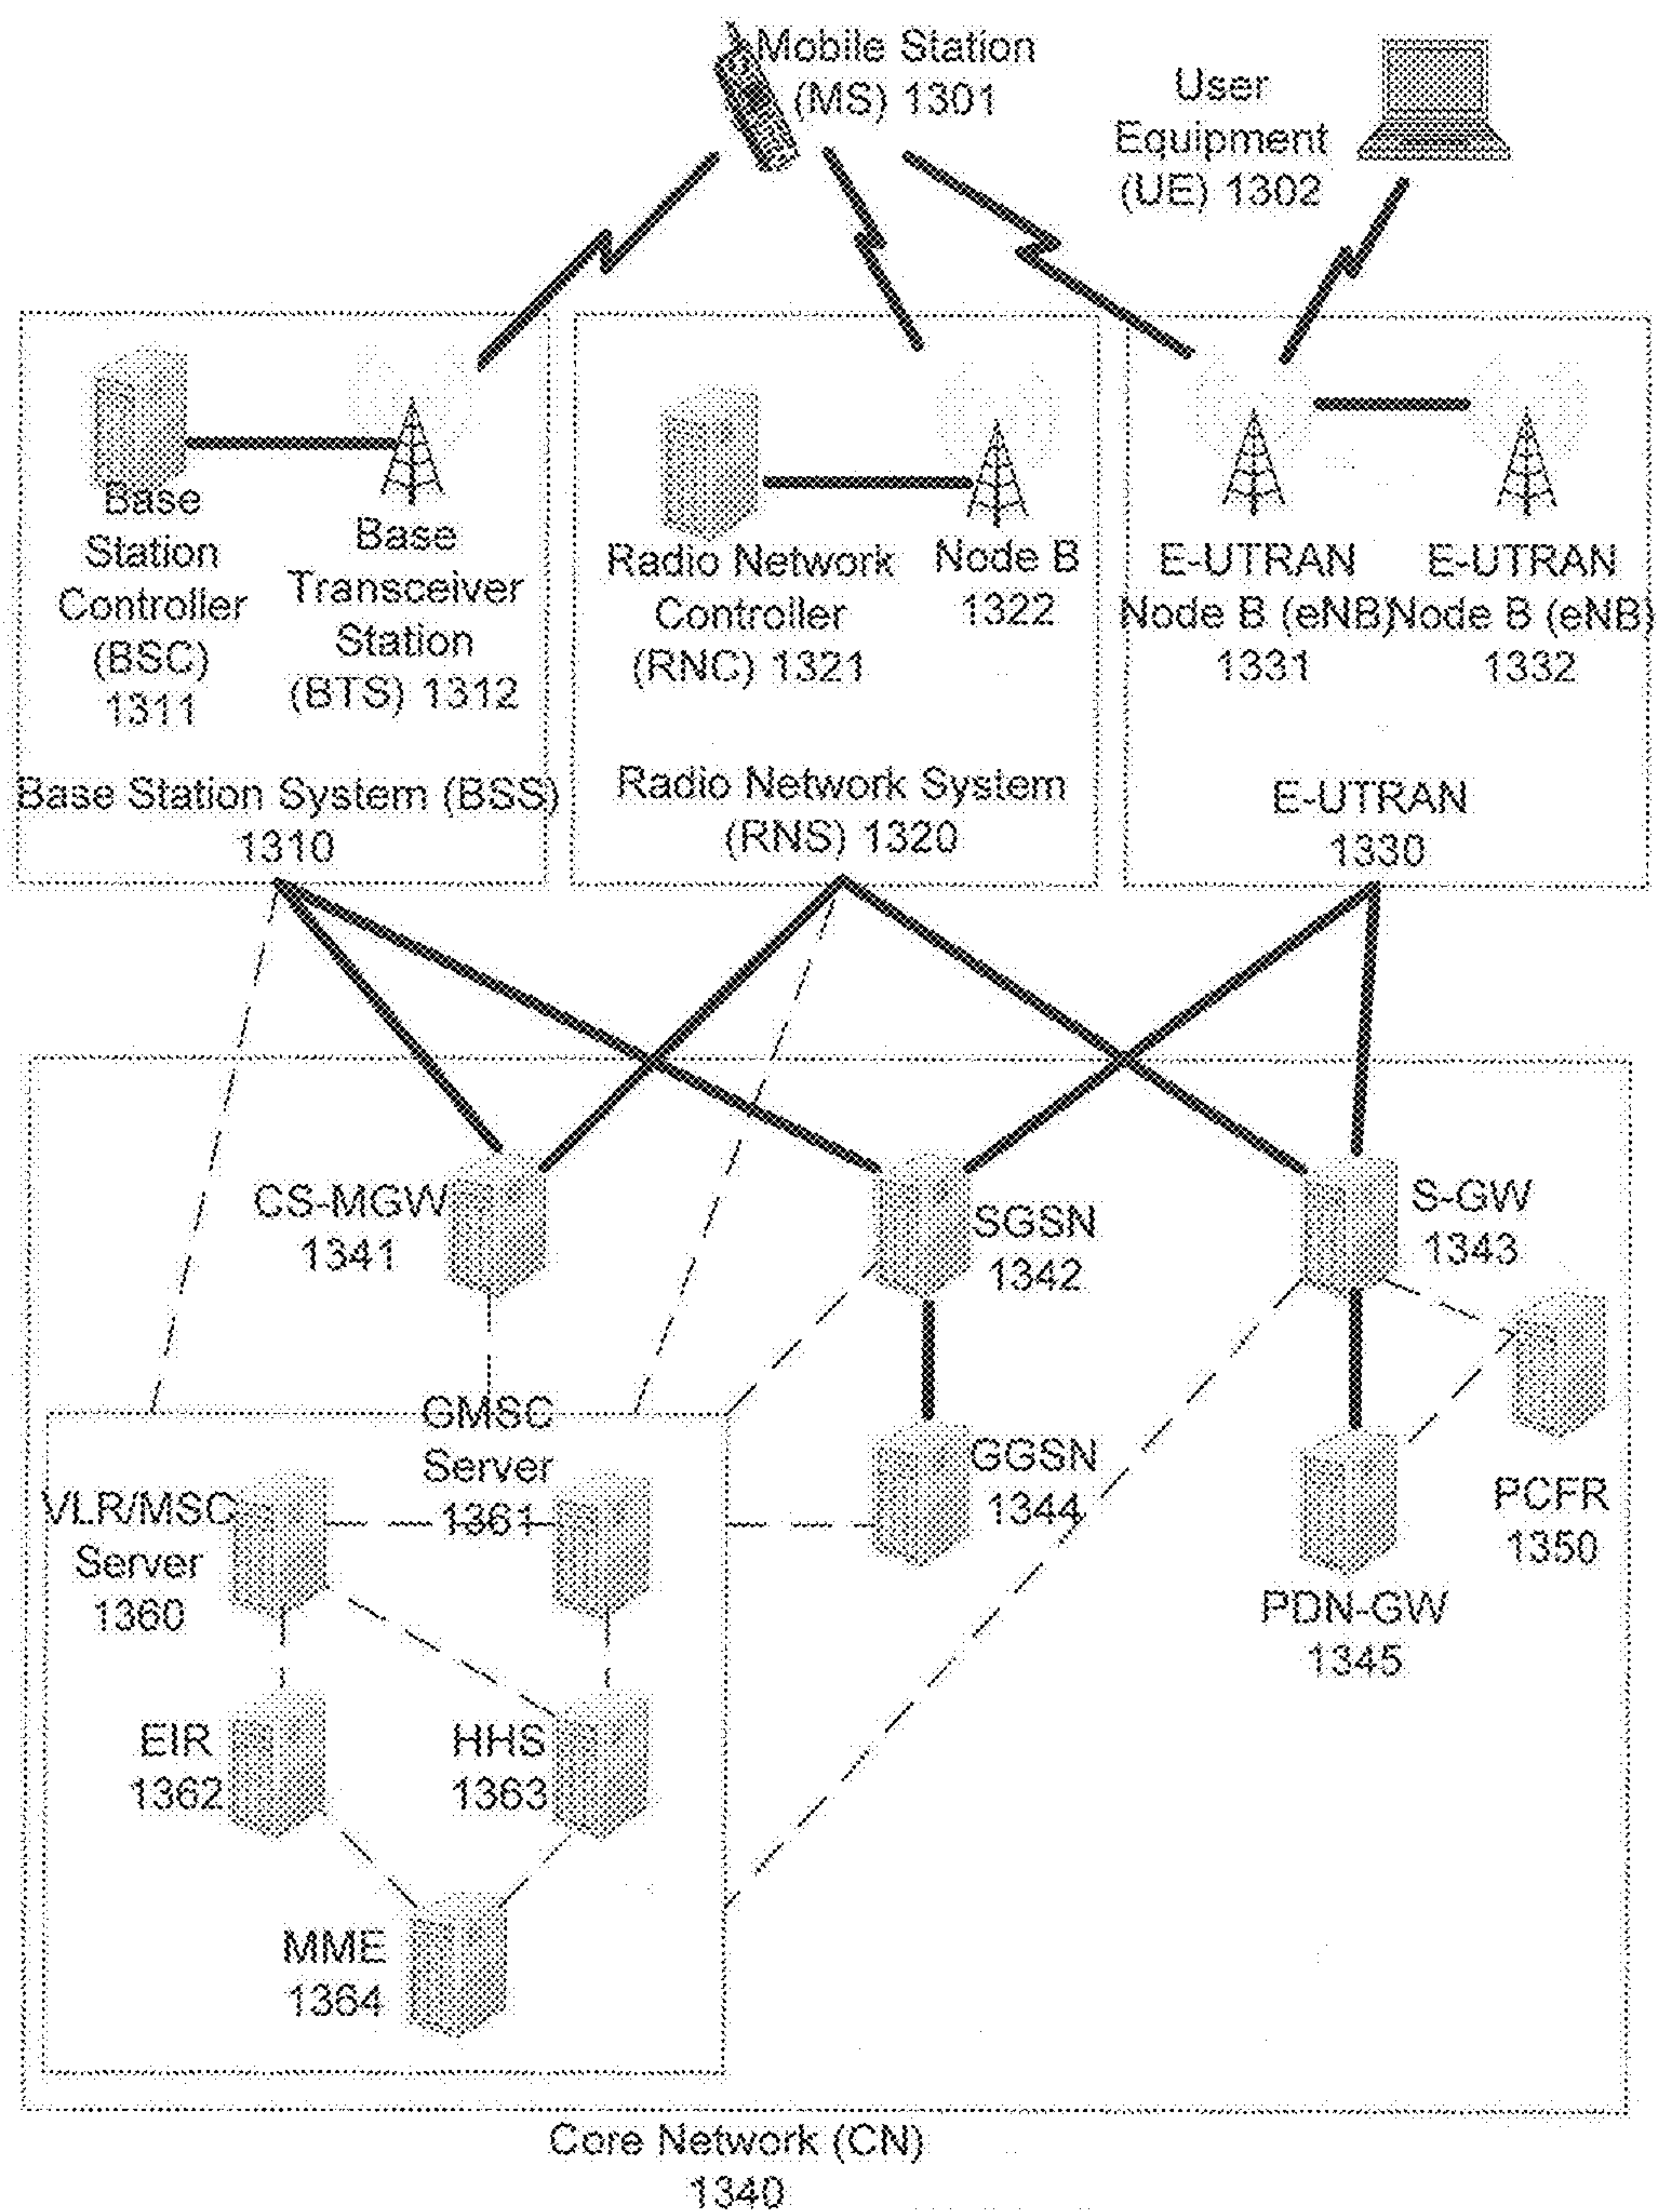 Mobile Station
(MS) 1301
User
Equipment
(UE) 1302
Base
Station
Controller
(BSC)
1311
Base
Transceiver
Station
(BTS) 1312
Base Station System (BSS)
1310
Radio Network
Controller
(RNC) 1321
Node B
1322
Radio Network System
(RNS) 1320
E-UTRAN
Node B (eNB)
1331
E-UTRAN
Node B (eNB)
1332
E-UTRAN
1330
CS-MGW
1341
SGSN
1342
S-GW
1343
GMSC
Server
1361
VLR/MSC
Server
1360
GGSN
1344
PCFR
1350
PDN-GW
1345
EIR
1362
HHS
1363
MME
1364
Core Network (CN)
1340